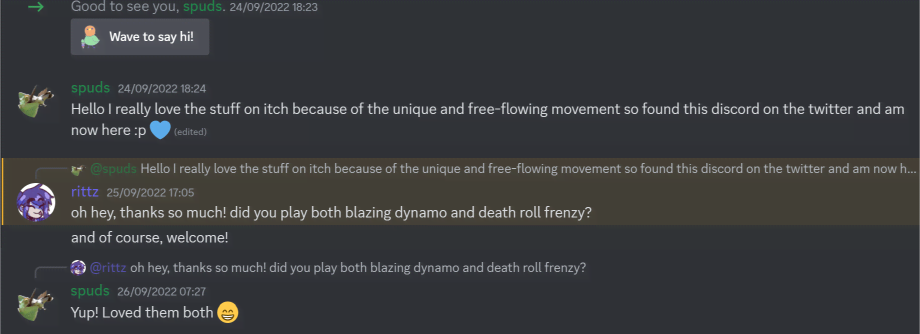 Good to see you, spuds. 24/09/2022 18:23
Wave to say hi!
spuds 24/09/2022 18:24
Hello I really love the stuff on itch because of the unique and free-flowing movement so found this discord on the twitter and am
now here :p 💙 (edited)
@spuds Hello I really love the stuff on itch because of the unique and free-flowing movement so found this discord on the twitter and am now h...
rittz 25/09/2022 17:05
oh hey, thanks so much! did you play both blazing dynamo and death roll frenzy?
and of course, welcome!
@rittz oh hey, thanks so much! did you play both blazing dynamo and death roll frenzy?
spuds 26/09/2022 07:27
Yup! Loved them both 😁